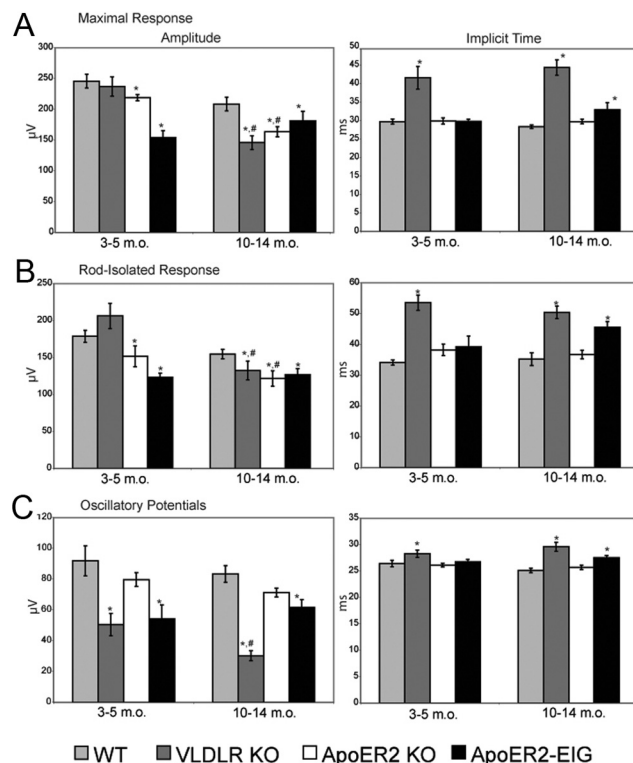 A Maximal Response
Amplitude
Implicit Time
300
250
200
150
100
50
0
µV
*
*
*,#
*,#
*
3-5 m.o.
10-14 m.o.
50
45
40
35
30
25
20
15
10
5
0
ms
*
*
*
3-5 m.o.
10-14 m.o.
B Rod-Isolated Response
250
200
150
100
50
0
µV
*
*
*,#
*,#
*
3-5 m.o.
10-14 m.o.
60
50
40
30
20
10
0
ms
*
*
*
3-5 m.o.
10-14 m.o.
C Oscillatory Potentials
120
100
80
60
40
20
0
µV
*
*
*,#
*
3-5 m.o.
10-14 m.o.
35
30
25
20
15
10
5
0
ms
*
*
*
3-5 m.o.
10-14 m.o.
WT VLDLR KO ApoER2 KO ApoER2-EIG